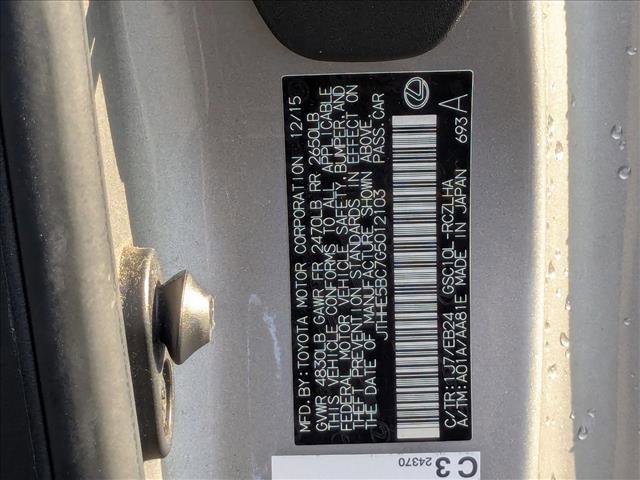 MFD.BY:TOYOTA MOTOR CORPORATION 12/15
GVWR 4830LB GAWR FR 2470LB RR 2650LB
THIS VEHICLE CONFORMS TO ALL APPLICABLE
FEDERAL MOTOR VEHICLE SAFETY, BUMPER, AND
THEFT PREVENTION STANDARDS IN EFFECT ON
THE DATE OF MANUFACTURE SHOWN ABOVE.
JTHHE5BC7G5012103 PASS.CAR
C/TR:1J7/EB24 GSC10L -RCZLHA
A/TM:A01A/AA81E MADE IN JAPAN 693 A
C3
24370